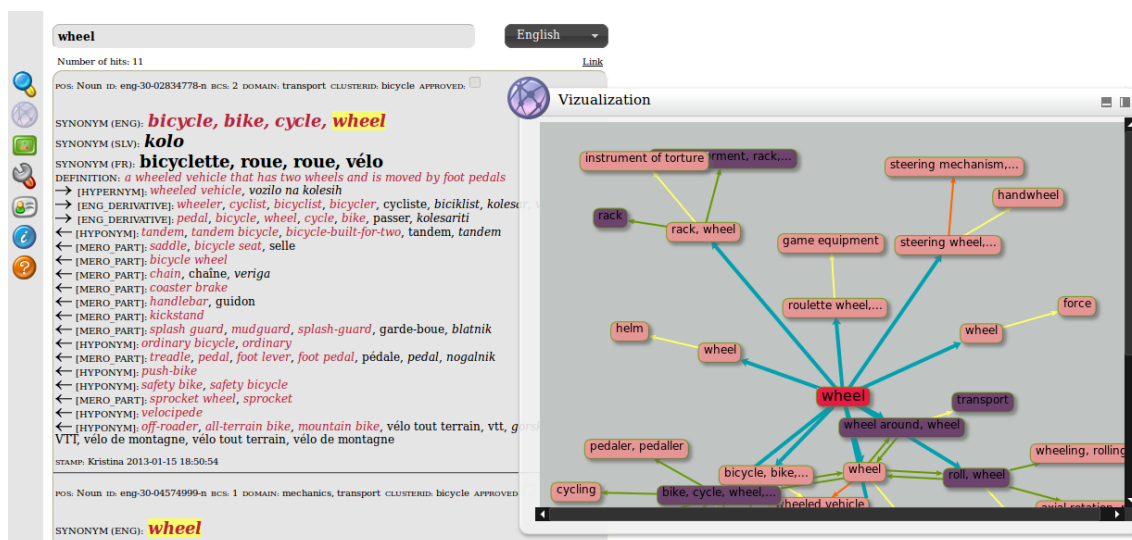 wheel
English
Number of hits: 11
Link
POS: Noun ID: eng-30-02834778-n BCS: 2 DOMAIN: transport CLUSTERID: bicycle APPROVED:
SYNONYM (ENG): bicycle, bike, cycle, wheel
SYNONYM (SLV): kolo
SYNONYM (FR): bicyclette, roue, roue, vélo
DEFINITION: a wheeled vehicle that has two wheels and is moved by foot pedals
→ [HYPERNYM]: wheeled vehicle, vozilo na kolesih
→ [ENG_DERIVATIVE]: wheeler, cyclist, bicyclist, bicycler, cycliste, biciklist,
→ [ENG_DERIVATIVE]: pedal, bicycle, wheel, cycle, bike, passer, kolesariti
← [HYPONYM]: tandem, tandem bicycle, bicycle-built-for-two, tandem, tandem
← [MERO_PART]: saddle, bicycle seat, selle
← [MERO_PART]: bicycle wheel
← [MERO_PART]: chain, chaîne, veriga
← [MERO_PART]: coaster brake
← [MERO_PART]: handlebar, guidon
← [MERO_PART]: kickstand
← [MERO_PART]: splash guard, mudguard, splash-guard, garde-boue, blatnik
← [HYPONYM]: ordinary bicycle, ordinary
← [MERO_PART]: treadle, pedal, foot lever, foot pedal, pédale, pedal, nogalnik
← [HYPONYM]: push-bike
← [HYPONYM]: safety bike, safety bicycle
← [MERO_PART]: sprocket wheel, sprocket
← [HYPONYM]: velocipede
← [HYPONYM]: off-roader, all-terrain bike, mountain bike, vélo tout terrain, vtt,
VTT, vélo de montagne, vélo tout terrain, vélo de montagne
STAMP: Kristina 2013-01-15 18:50:54
POS: Noun ID: eng-30-04574999-n BCS: 1 DOMAIN: mechanics, transport CLUSTERID: bicycle APPROVED
SYNONYM (ENG): wheel
Vizualization
instrument of torture
rack,...
steering mechanism,...
handwheel
rack
rack, wheel
game equipment
steering wheel,...
roulette wheel,...
force
helm
wheel
wheel
wheel
transport
wheel around, wheel
pedaler, pedaller
wheeling, rolling
bicycle, bike,...
wheel
roll, wheel
cycling
bike, cycle, wheel,...
vehicle
axial rotation